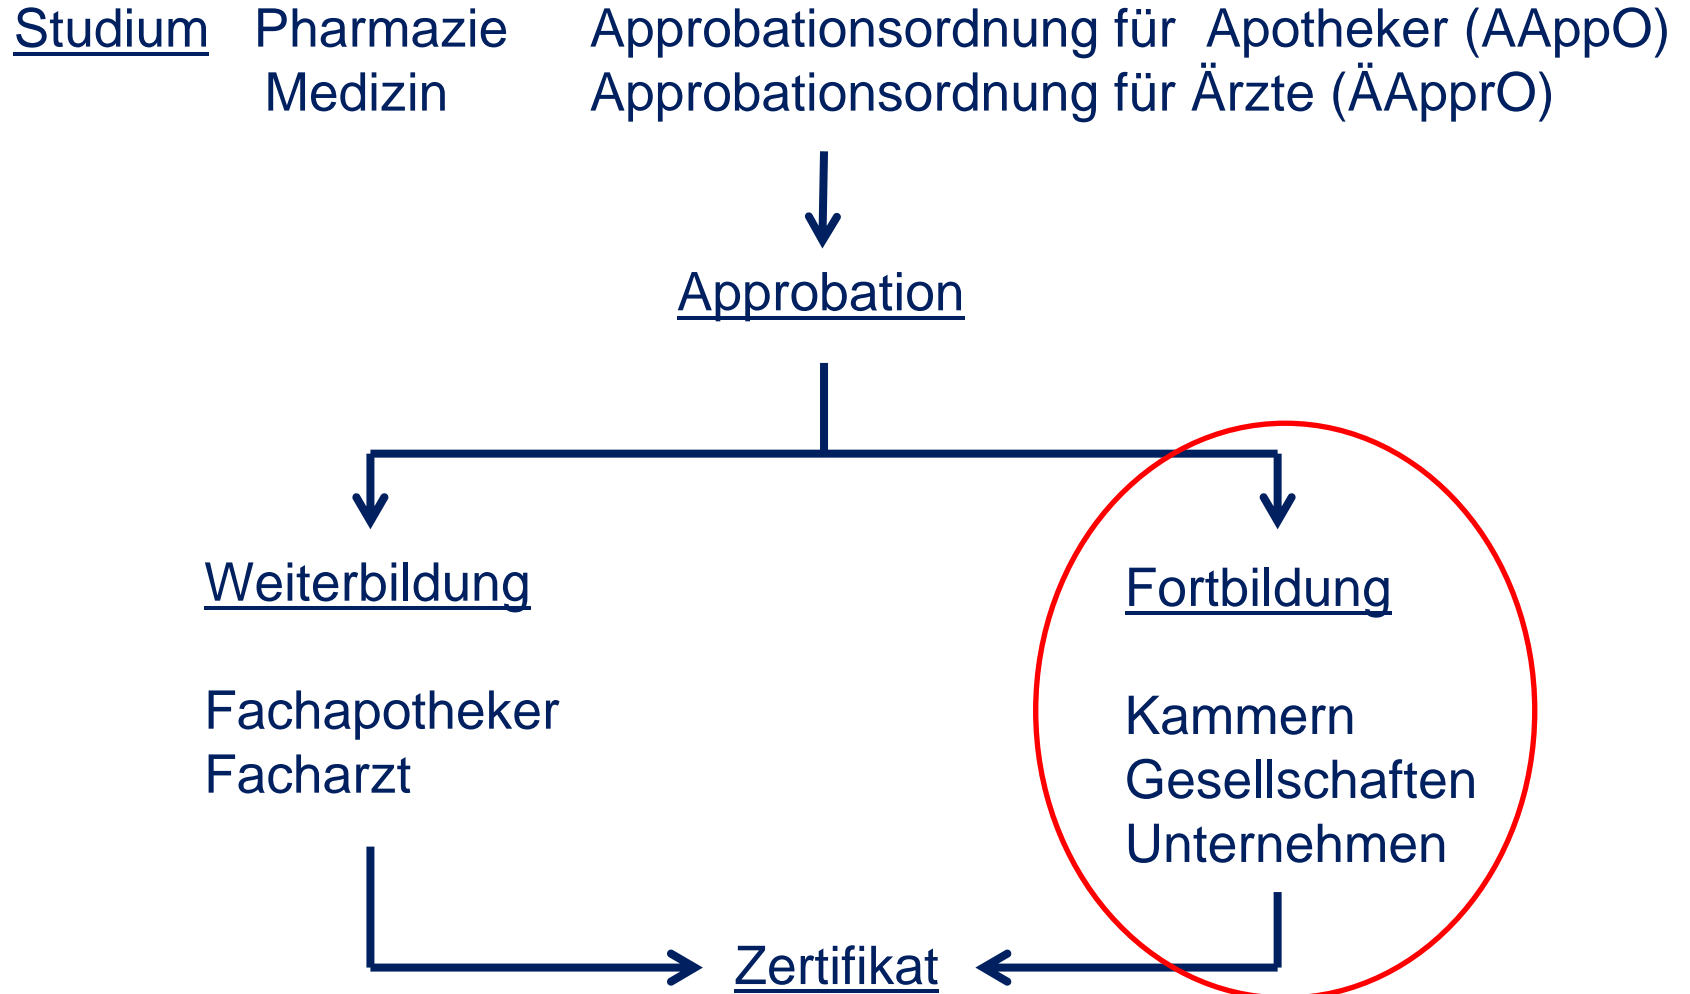 Studium Pharmazie Approbationsordnung für Apotheker (AAppO)
Medizin Approbationsordnung für Ärzte (ÄApprO)
Approbation
Weiterbildung
Fachapotheker
Facharzt
Fortbildung
Kammern
Gesellschaften
Unternehmen
Zertifikat